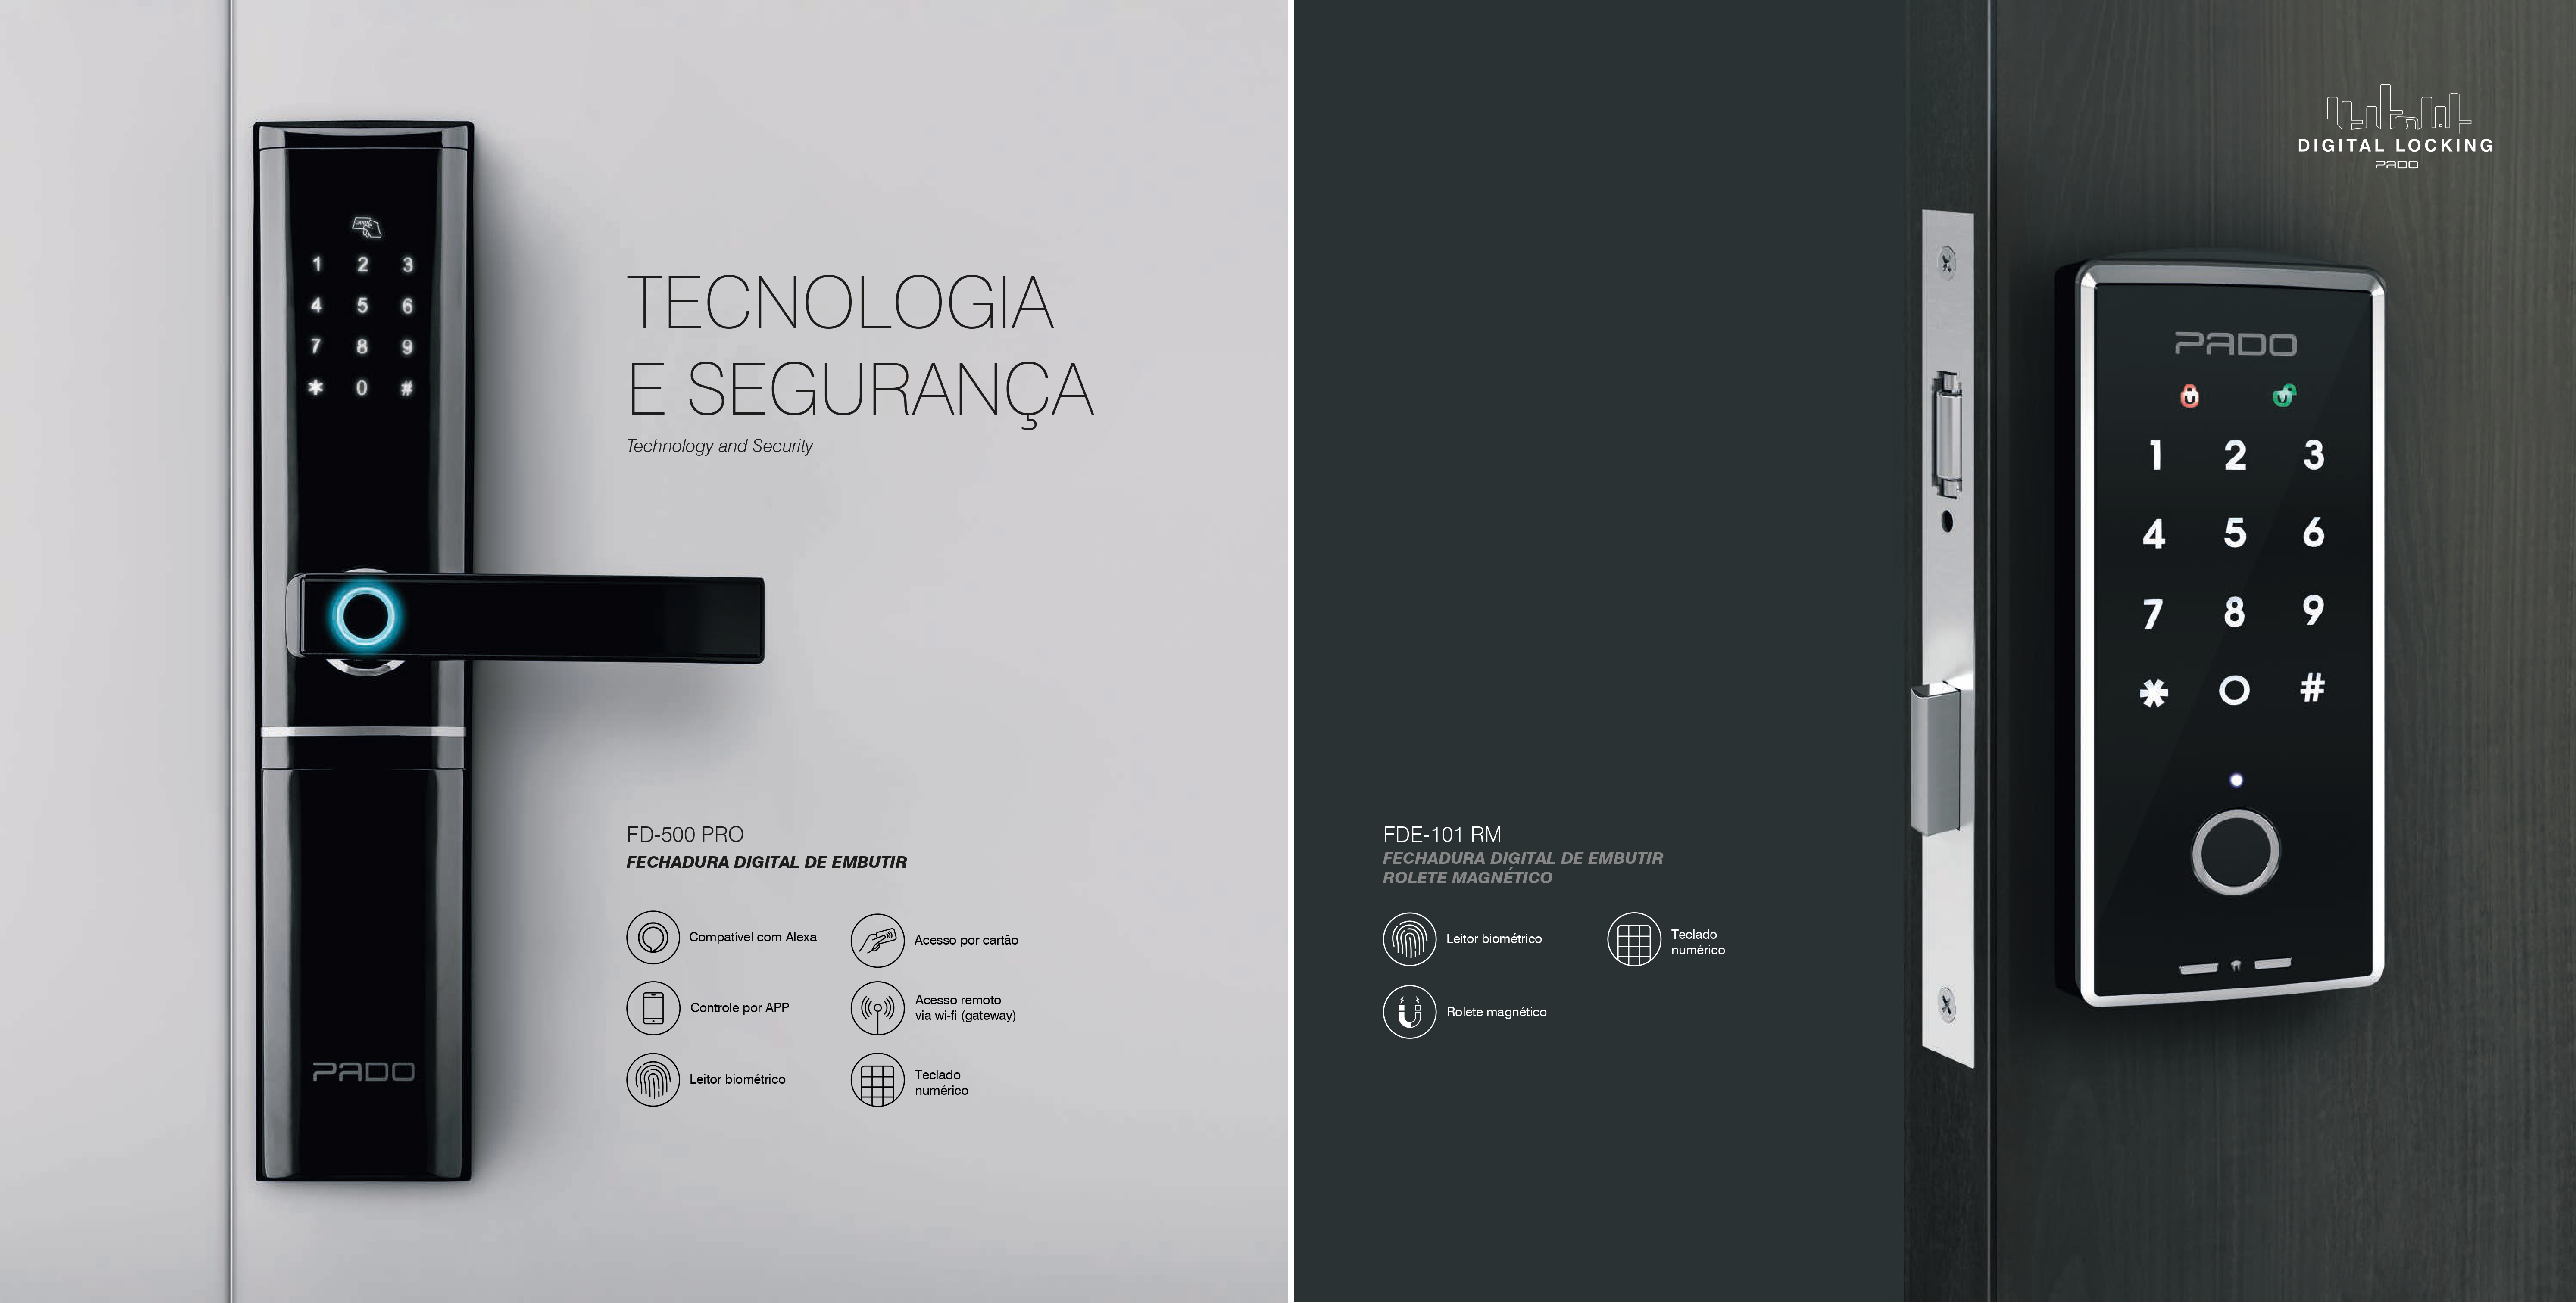 CARD
1 2 3
4 5 6
7 8 9
* 0 #
PADO
TECNOLOGIA
E SEGURANÇA
Technology and Security
FD-500 PRO
FECHADURA DIGITAL DE EMBUTIR
Compatível com Alexa
Acesso por cartão
Controle por APP
Acesso remoto
via wi-fi (gateway)
Leitor biométrico
Teclado
numérico
FDE-101 RM
FECHADURA DIGITAL DE EMBUTIR
ROLETE MAGNÉTICO
Leitor biométrico
Teclado
numérico
Rolete magnético
DIGITAL LOCKING
PADO
PADO
1 2 3
4 5 6
7 8 9
* 0 #